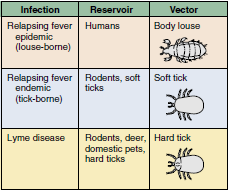 Infection Reservoir Vector
Relapsing fever Humans Body louse
epidemic
(louse-borne)
Relapsing fever Rodents, soft Soft tick
endemic ticks
(tick-borne)
Lyme disease Rodents, deer, Hard tick
domestic pets,
hard ticks